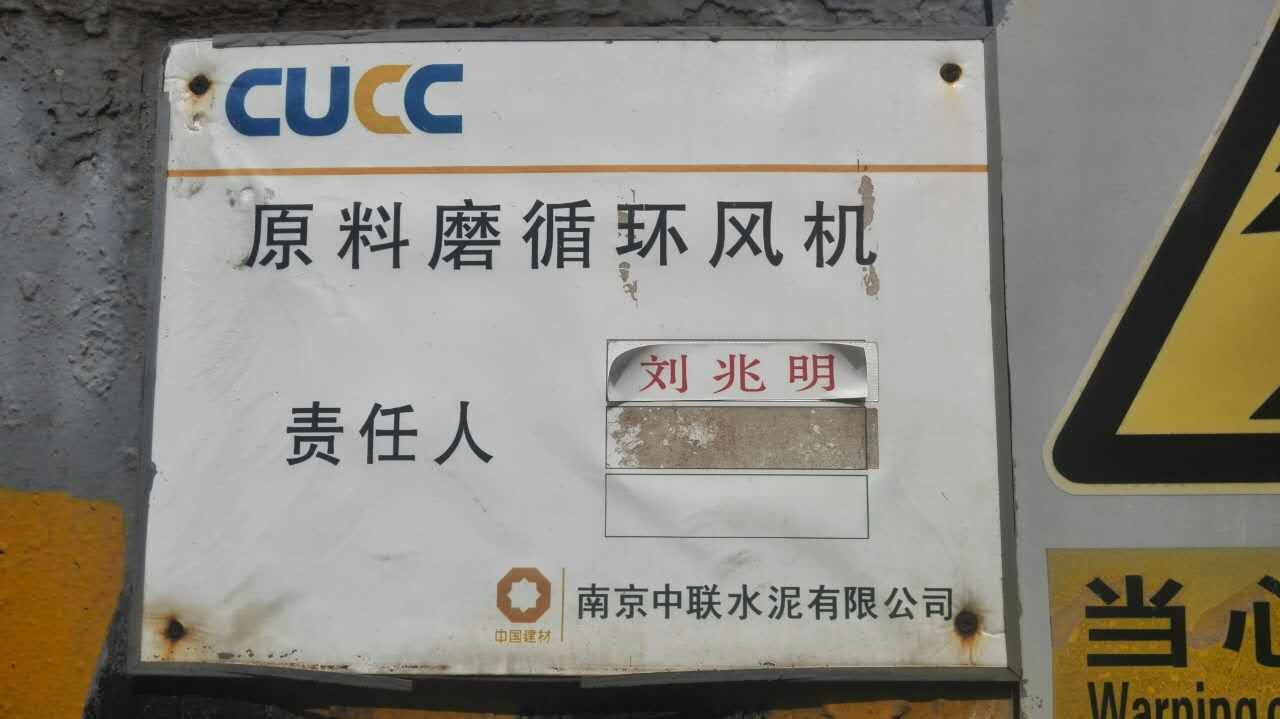 CUCC
原料磨循环风机
刘兆明
责任人
中国建材
南京中联水泥有限公司
当心
Warning